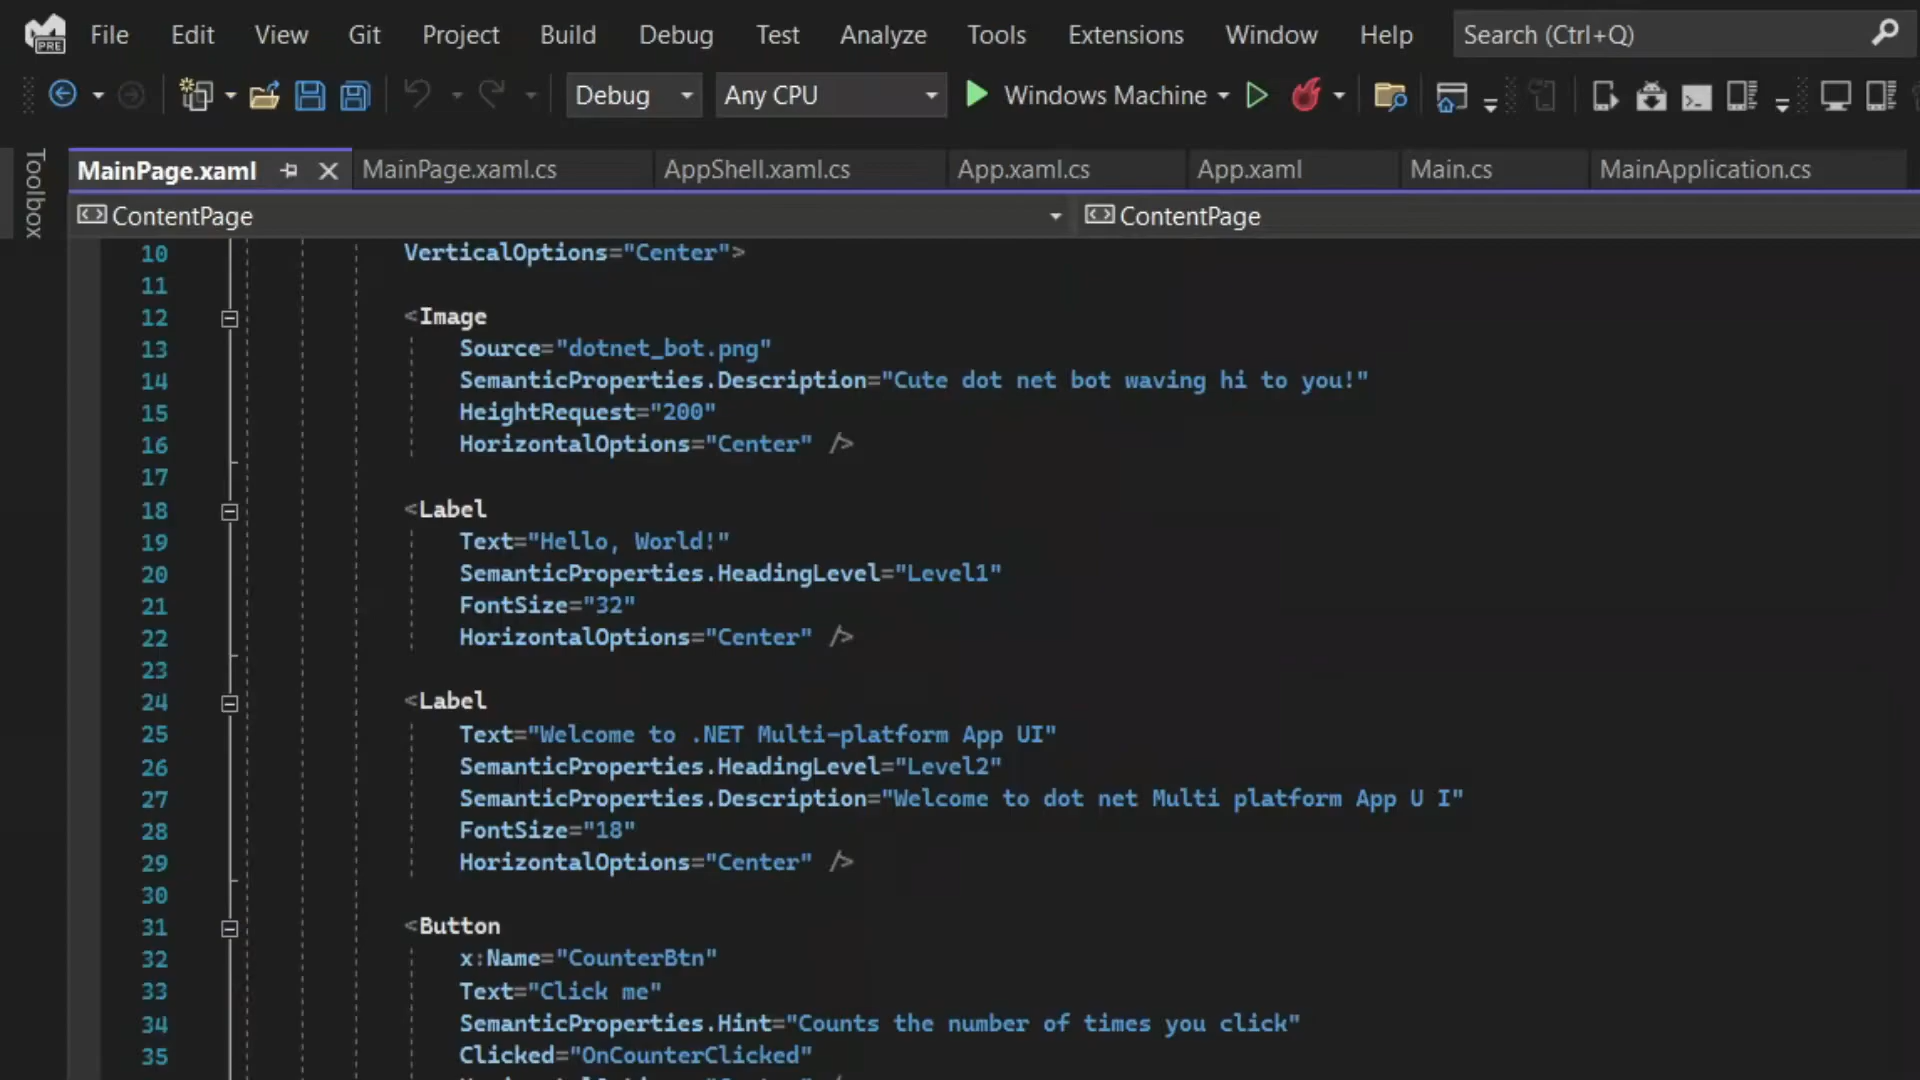 PRE File Edit View Git Project Build Debug Test Analyze Tools Extensions Window Help Search (Ctrl+Q)
Debug Any CPU Windows Machine
Toolbox
MainPage.xaml MainPage.xaml.cs AppShell.xaml.cs App.xaml.cs App.xaml Main.cs MainApplication.cs
ContentPage ContentPage
10 VerticalOptions="Center">
11
12 <Image
13 Source="dotnet_bot.png"
14 SemanticProperties.Description="Cute dot net bot waving hi to you!"
15 HeightRequest="200"
16 HorizontalOptions="Center" />
17
18 <Label
19 Text="Hello, World!"
20 SemanticProperties.HeadingLevel="Level1"
21 FontSize="32"
22 HorizontalOptions="Center" />
23
24 <Label
25 Text="Welcome to .NET Multi-platform App UI"
26 SemanticProperties.HeadingLevel="Level2"
27 SemanticProperties.Description="Welcome to dot net Multi platform App U I"
28 FontSize="18"
29 HorizontalOptions="Center" />
30
31 <Button
32 x:Name="CounterBtn"
33 Text="Click me"
34 SemanticProperties.Hint="Counts the number of times you click"
35 Clicked="OnCounterClicked"